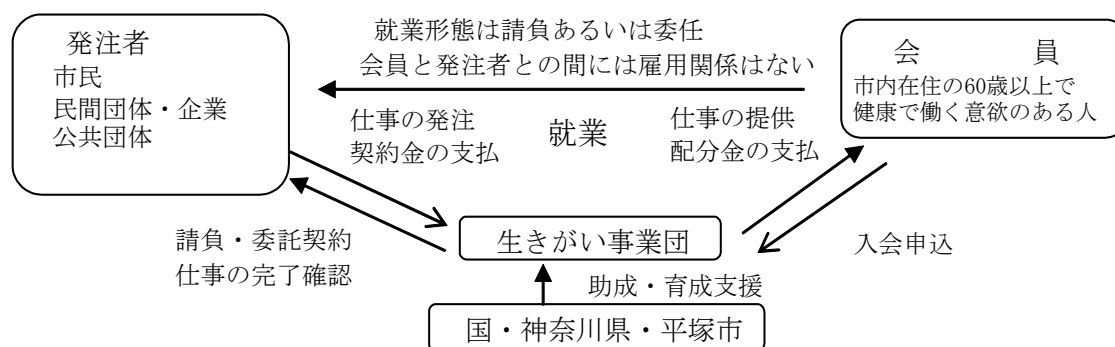 発注者
市民
民間団体・企業
公共団体
就業形態は請負あるいは委任
会員と発注者との間には雇用関係はない
会　　　員
市内在住の60歳以上で
健康で働く意欲のある人
仕事の発注
契約金の支払
就業
仕事の提供
配分金の支払
請負・委託契約
仕事の完了確認
生きがい事業団
入会申込
助成・育成支援
国・神奈川県・平塚市